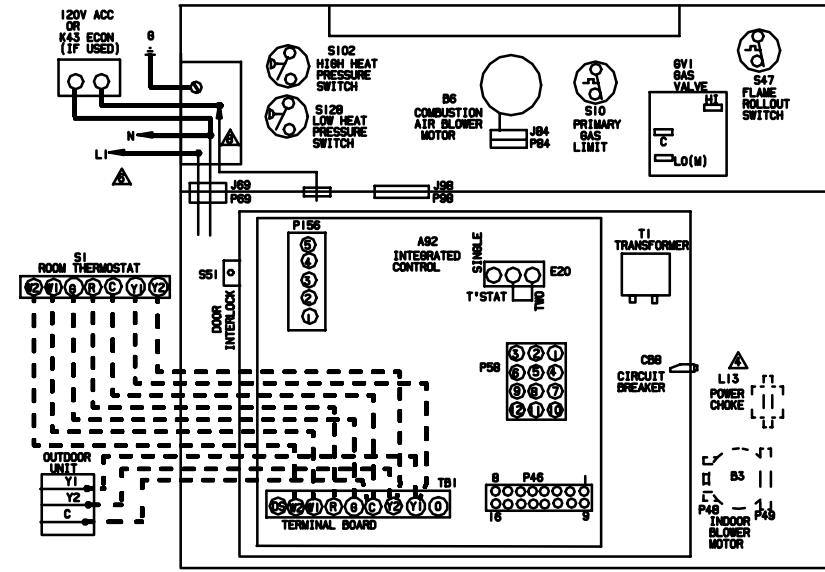 120V ACC
OR
K43 ECON
(IF USED)
G
N
L1
6
6
S102
HIGH HEAT
PRESSURE
SWITCH
S128
LOW HEAT
PRESSURE
SWITCH
B6
COMBUSTION
AIR BLOWER
MOTOR
J84
P84
S10
PRIMARY
GAS
LIMIT
GV1
GAS
VALVE
HI
C
LO(M)
S47
FLAME
ROLLOUT
SWITCH
J69
P69
J98
P98
S1
ROOM THERMOSTAT
W2 W1 G R C Y1 Y2
S51
DOOR
INTERLOCK
P156
5
4
3
2
1
A92
INTEGRATED
CONTROL
SINGLE
E20
T'STAT
TWO
T1
TRANSFORMER
P58
3 2 1
6 5 4
9 8 7
12 11 10
CB8
CIRCUIT
BREAKER
4
L13
POWER
CHOKE
OUTDOOR
UNIT
Y1
Y2
C
TB1
DS W2 W1 R G C Y2 Y1 O
TERMINAL BOARD
8 P46 1
16 9
B3
P48 P49
INDOOR
BLOWER
MOTOR